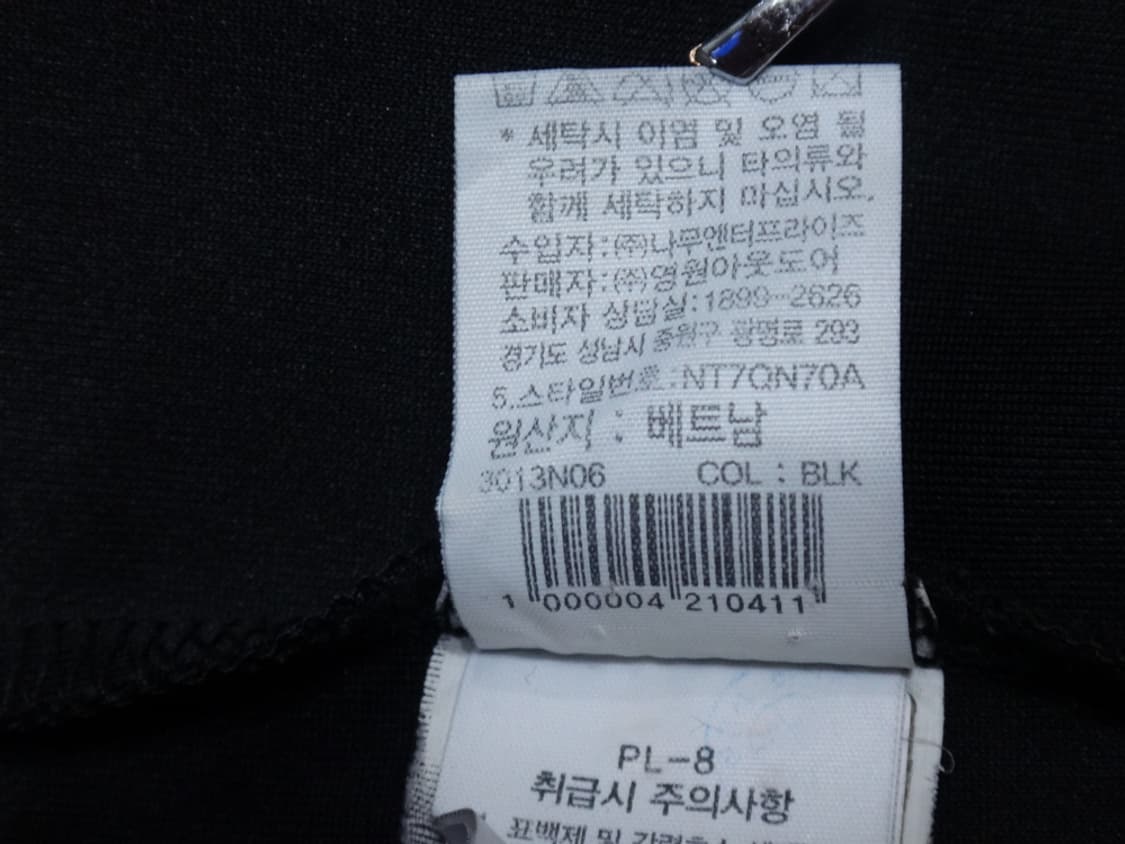 * 세탁시 이염 및 오염 될
우려가 있으니 타의류와
함께 세탁하지 마십시오.
수입자:(주)나무엔터프라이즈
판매자:(주)영원아웃도어
소비자 상담실:1899-2626
경기도 성남시 중원구 광명로 293
5.스타일번호:NT7QN70A
원산지 : 베트남
3013N06 COL : BLK
1 000004 210411
PL-8
취급시 주의사항
표백제 및